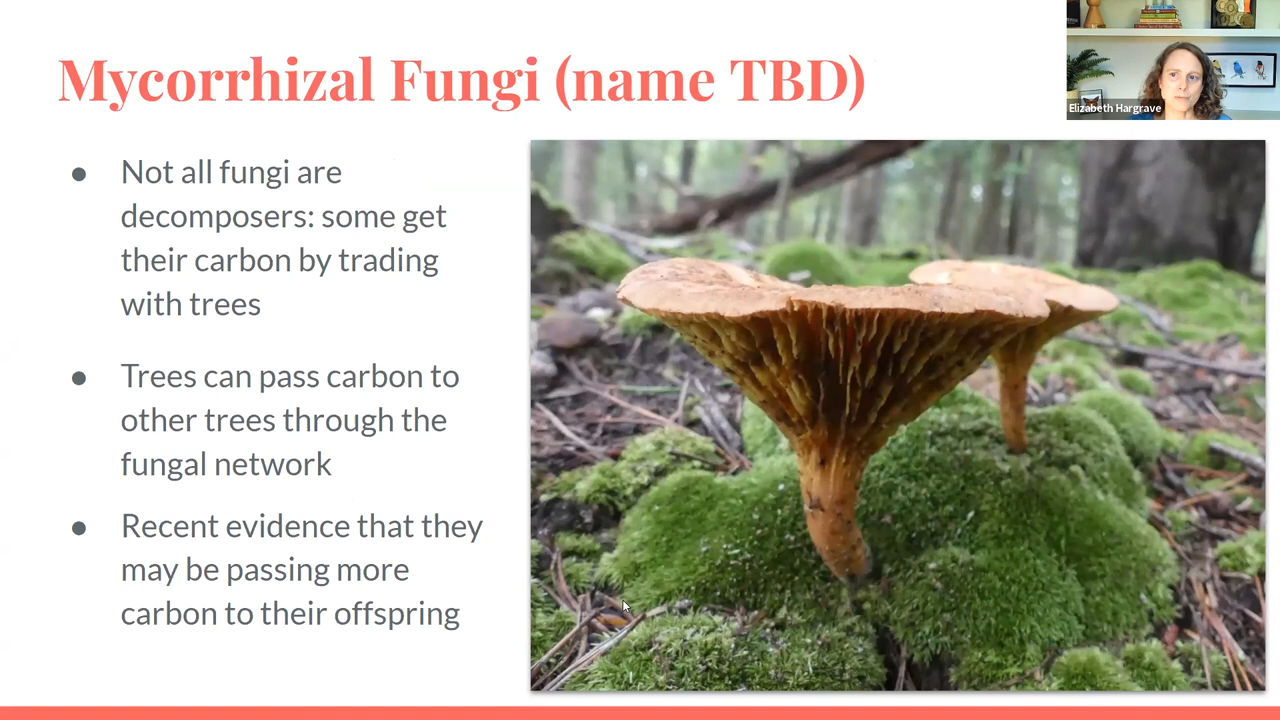 Mycorrhizal Fungi (name TBD)
Elizabeth Hargrave
● Not all fungi are
decomposers: some get
their carbon by trading
with trees
● Trees can pass carbon to
other trees through the
fungal network
● Recent evidence that they
may be passing more
carbon to their offspring